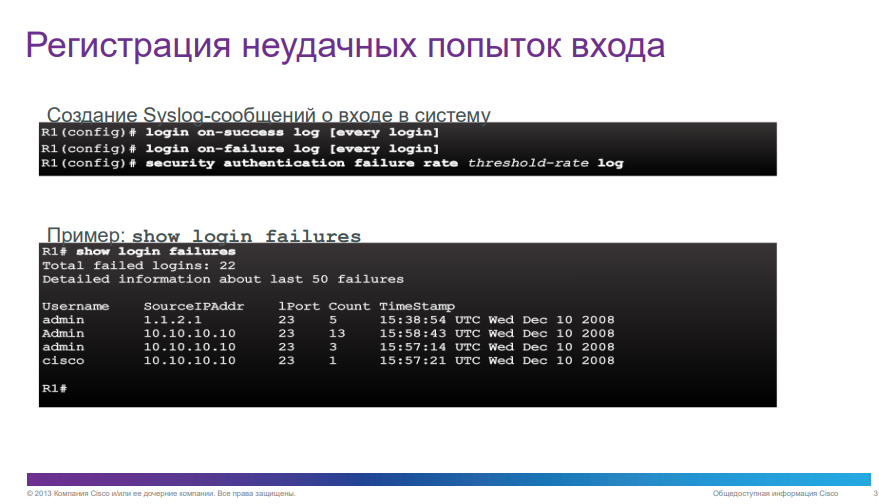 Регистрация неудачных попыток входа
Создание Syslog-сообщений о входе в систему
R1(config)# login on-success log [every login]
R1(config)# login on-failure log [every login]
R1(config)# security authentication failure rate threshold-rate log
Пример: show login failures
R1# show login failures
Total failed logins: 22
Detailed information about last 50 failures
Username SourceIPAddr lPort Count TimeStamp
admin 1.1.2.1 23 5 15:38:54 UTC Wed Dec 10 2008
Admin 10.10.10.10 23 13 15:58:43 UTC Wed Dec 10 2008
admin 10.10.10.10 23 3 15:57:14 UTC Wed Dec 10 2008
cisco 10.10.10.10 23 1 15:57:21 UTC Wed Dec 10 2008
R1#
© 2013 Компания Cisco и/или ее дочерние компании. Все права защищены. Общедоступная информация Cisco 3